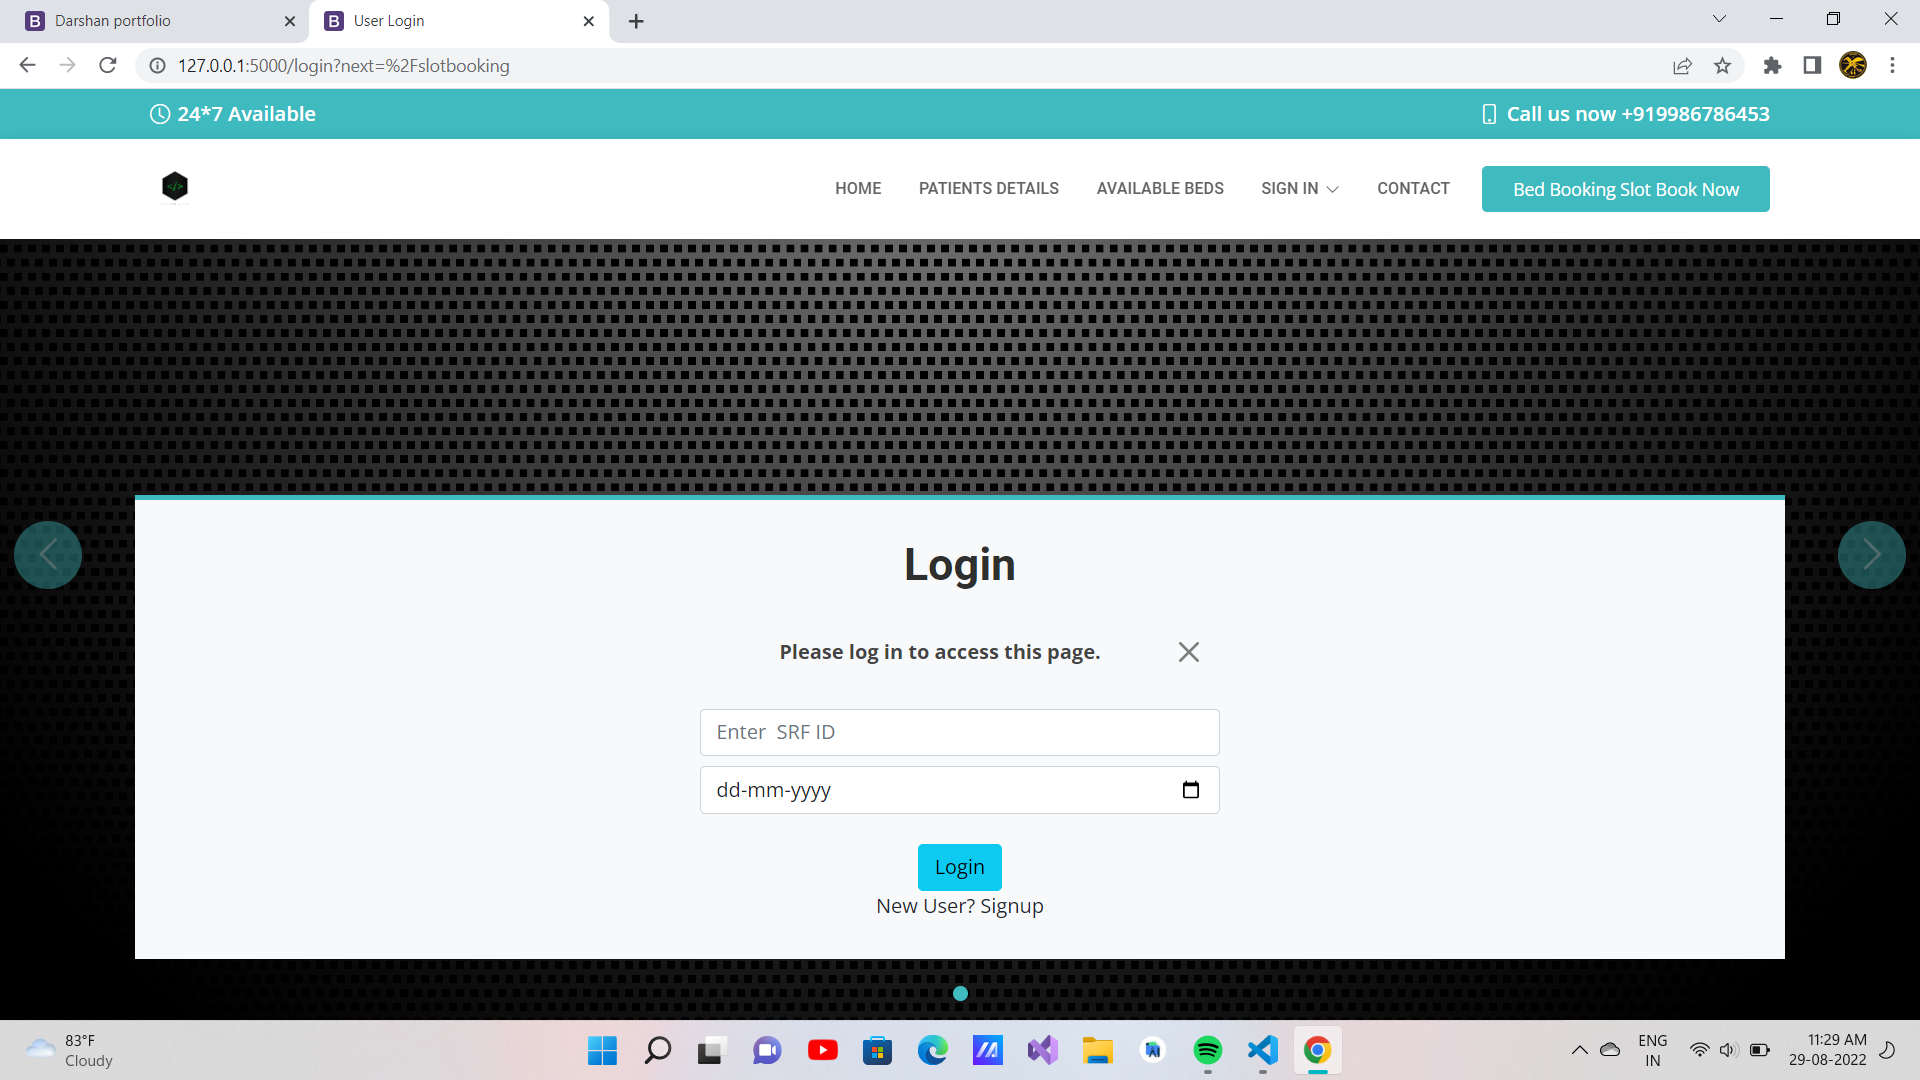 Darshan portfolio
User Login
127.0.0.1:5000/login?next=%2Fslotbooking
24*7 Available
Call us now +919986786453
</>
HOME
PATIENTS DETAILS
AVAILABLE BEDS
SIGN IN
CONTACT
Bed Booking Slot Book Now
Login
Please log in to access this page.
Enter  SRF ID
dd-mm-yyyy
Login
New User? Signup
83°F
Cloudy
ENG
IN
11:29 AM
29-08-2022